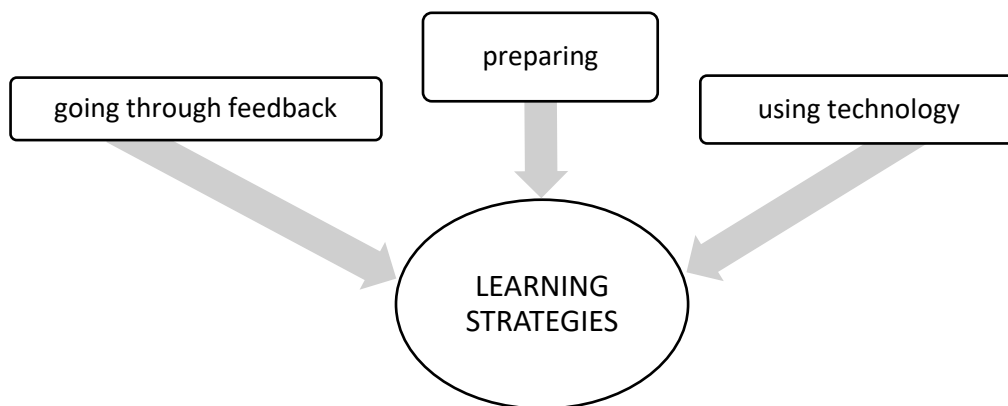 preparing
going through feedback
using technology
LEARNING
STRATEGIES